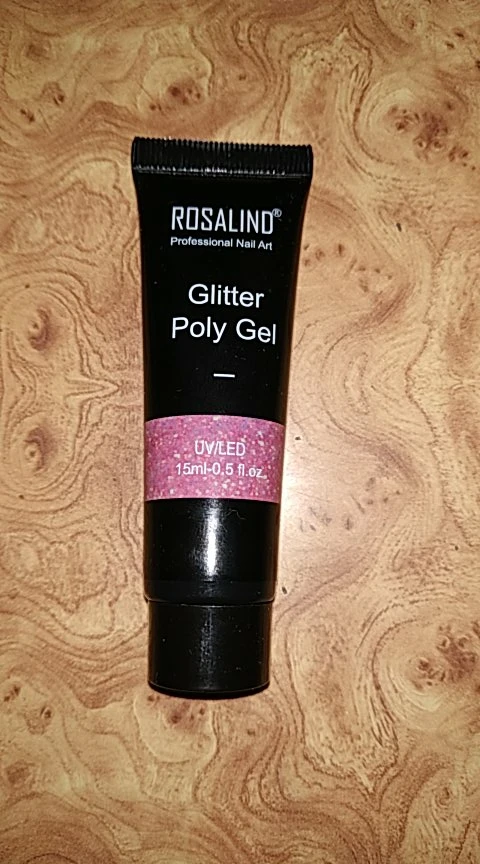 ROSALIND®
Professional Nail Art
Glitter
Poly Gel
UV/LED
15ml-0.5 fl.oz.